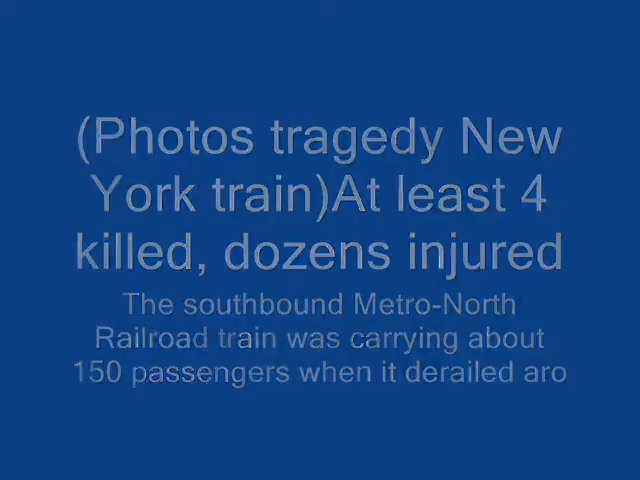 (Photos tragedy New
York train)At least 4
killed, dozens injured
The southbound Metro-North
Railroad train was carrying about
150 passengers when it derailed aro